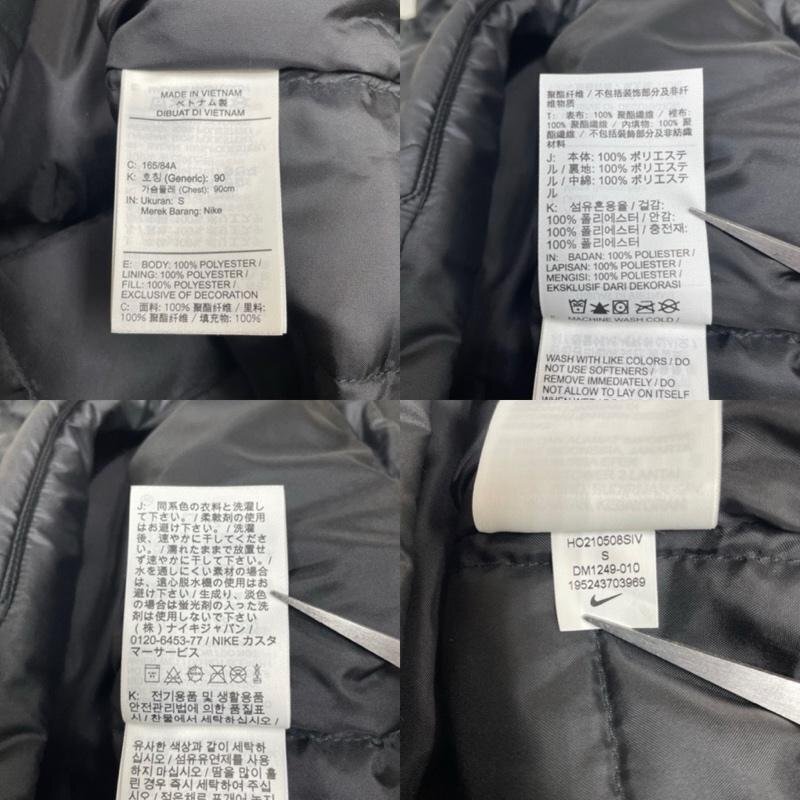 MADE IN VIETNAM
ベトナム製
DIBUAT DI VIETNAM
C: 165/84A
K: 호칭 (Generic): 90
가슴둘레 (Chest): 90cm
IN: Ukuran: S
Merek Barang: Nike
E: BODY: 100% POLYESTER /
LINING: 100% POLYESTER /
FILL: 100% POLYESTER /
EXCLUSIVE OF DECORATION
C: 面料: 100% 聚酯纤维 / 里料:
100% 聚酯纤维 / 填充物: 100%
聚酯纤维 / 不包括装饰部分及非纤
维物质
T: 表布: 100% 聚酯纖維 / 裡布:
100% 聚酯纖維 / 內填物: 100% 聚
酯纖維 / 不包括裝飾部分及非紡織
材料
J: 本体: 100% ポリエステ
ル / 裏地: 100% ポリエステ
ル / 中綿: 100% ポリエステ
ル
K: 섬유혼용율 / 겉감:
100% 폴리에스터 / 안감:
100% 폴리에스터 / 충전재:
100% 폴리에스터
IN: BADAN: 100% POLIESTER /
LAPISAN: 100% POLIESTER /
MENGISI: 100% POLIESTER /
EKSKLUSIF DARI DEKORASI
MACHINE WASH COLD /
WASH WITH LIKE COLORS / DO
NOT USE SOFTENERS /
REMOVE IMMEDIATELY / DO
NOT ALLOW TO LAY ON ITSELF
J: 同系色の衣料と洗濯し
て下さい。 / 柔軟剤の使用
はお避け下さい。 / 洗濯
後、速やかに干してくださ
い。 / 濡れたままで放置せ
ず速やかに干して下さい。 /
水を通しにくい素材の場合
は、遠心脱水機の使用はお
避け下さい / 生成り、淡色
の場合は蛍光剤の入った洗
剤は使用しないで下さい
(株) ナイキジャパン /
0120-6453-77 / NIKE カスタ
マーサービス
K: 전기용품 및 생활용품
안전관리법에 의한 품질표
시 / 찬물에서 세탁하십시오 /
유사한 색상과 같이 세탁하
십시오 / 섬유유연제를 사용
하지 마십시오 / 땀을 많이 흘
린 경우 즉시 세탁하여 주십
시오 / 젖은채로 포개어 놓지
HO210508SIV
S
DM1249-010
195243703969